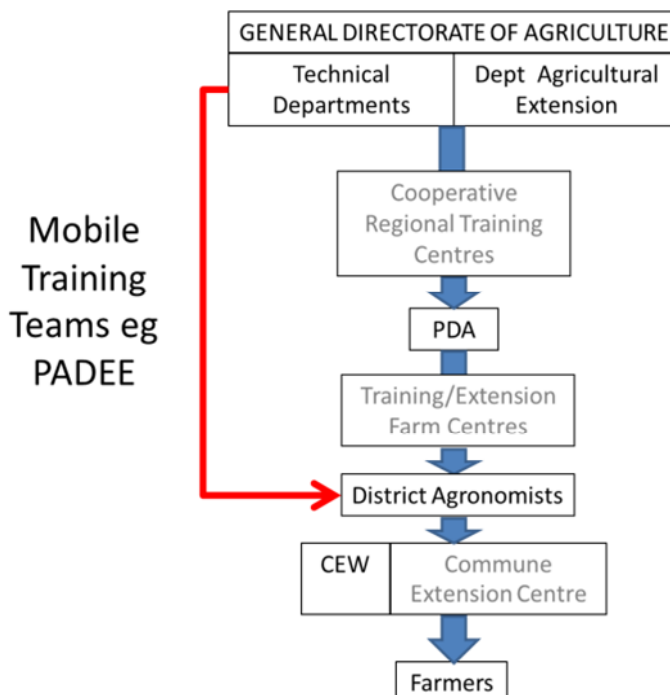 GENERAL DIRECTORATE OF AGRICULTURE
Technical
Departments
Dept Agricultural
Extension
Cooperative
Regional Training
Centres
Mobile
Training
Teams eg
PADEE
PDA
Training/Extension
Farm Centres
District Agronomists
CEW
Commune
Extension Centre
Farmers